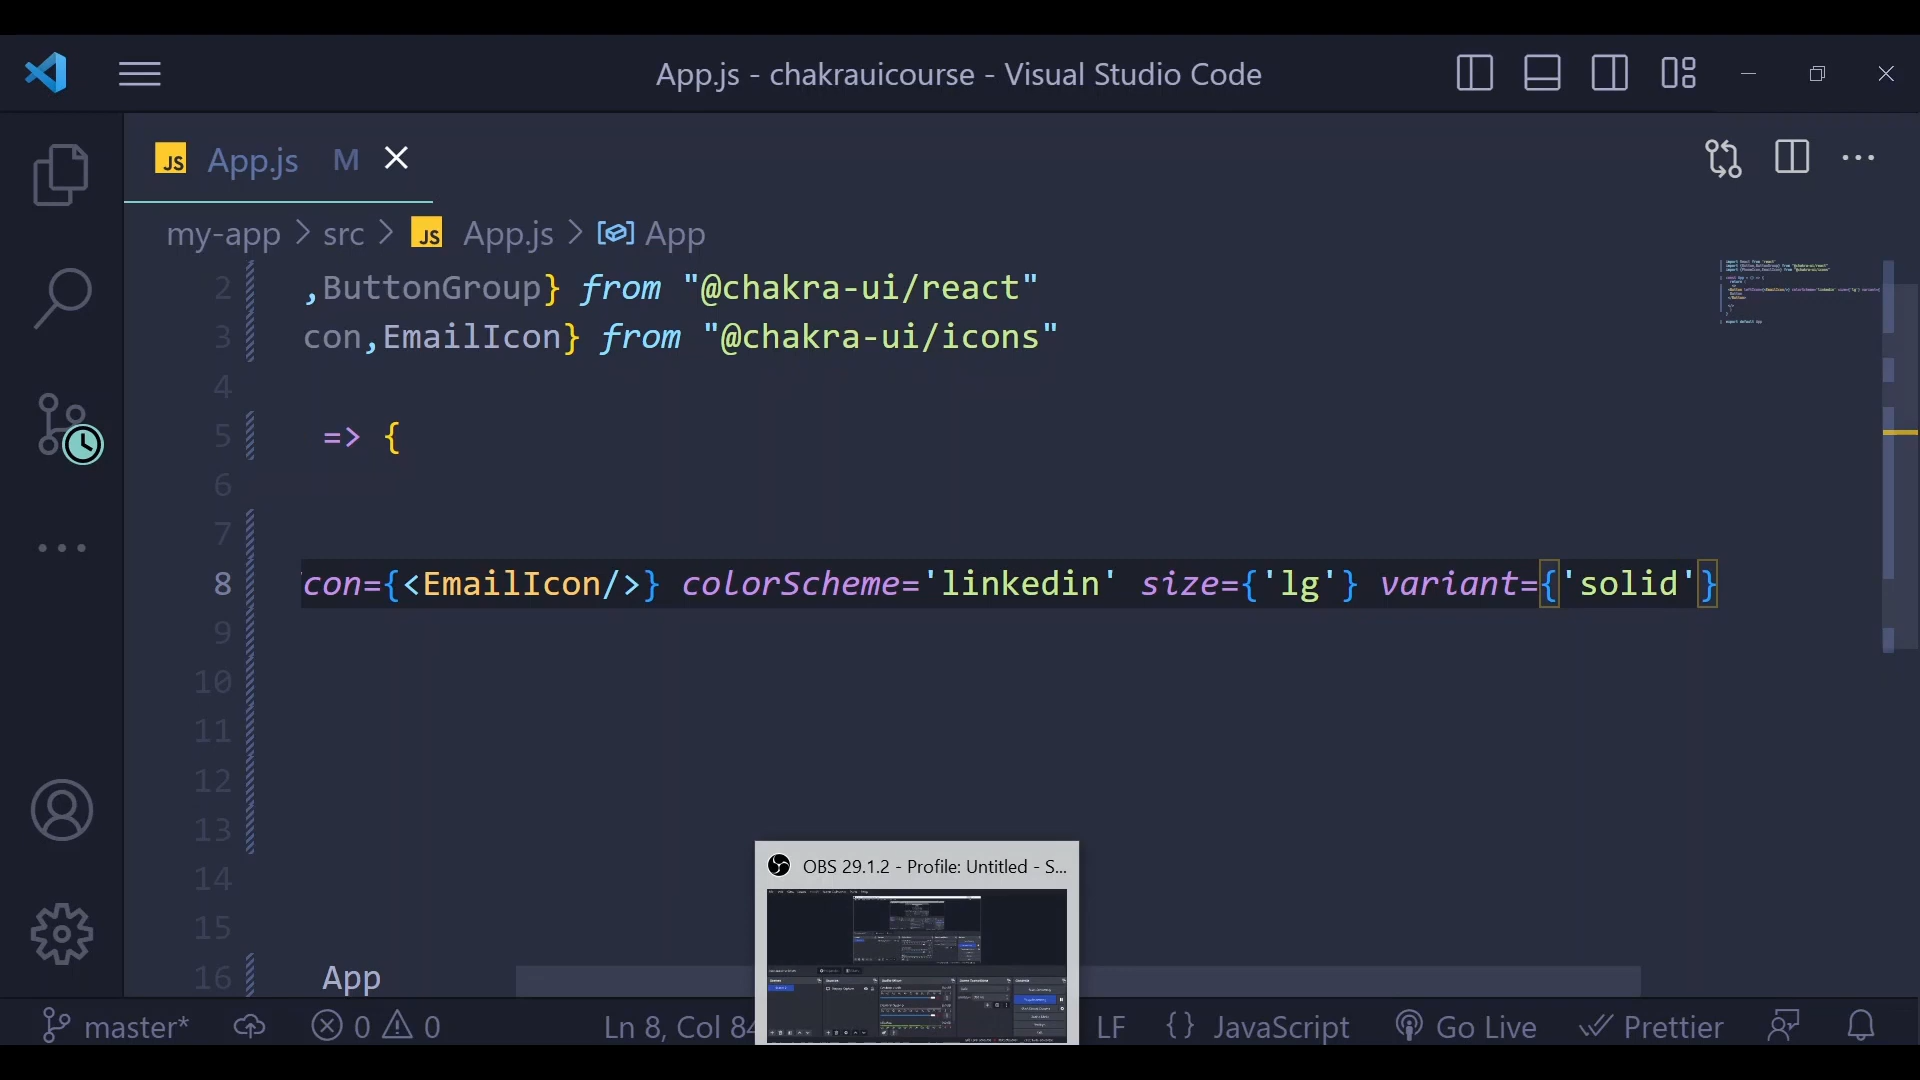 App.js - chakrauicourse - Visual Studio Code
JS App.js M
my-app > src > JS App.js > App
2 ,ButtonGroup} from "@chakra-ui/react"
3 con,EmailIcon} from "@chakra-ui/icons"
4
5 => {
6
7
8 con={<EmailIcon/>} colorScheme='linkedin' size={'lg'} variant={'solid'}
9
10
11
12
13
14
15
16 App
OBS 29.1.2 - Profile: Untitled - S...
master* 0 0 Ln 8, Col 84 LF {} JavaScript Go Live Prettier